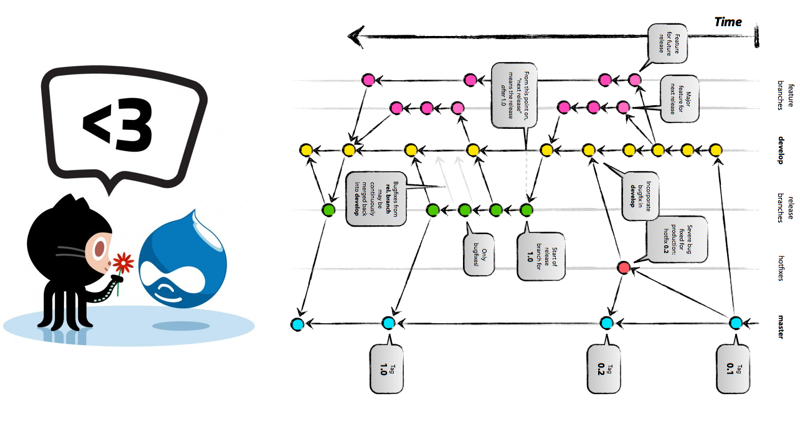 <3
Time
feature
branches
develop
release
branches
hotfixes
master
Feature
for future
release
Major
feature for
next release
From this point on,
"next release"
means the release
after 1.0
Incorporate
bugfix in
develop
Severe bug
fixed for
production:
hotfix 0.2
Bugfixes from
rel. branch
may be
continuously
merged back
into develop
Only
bugfixes!
Start of
release
branch for
1.0
Tag
0.1
Tag
0.2
Tag
1.0